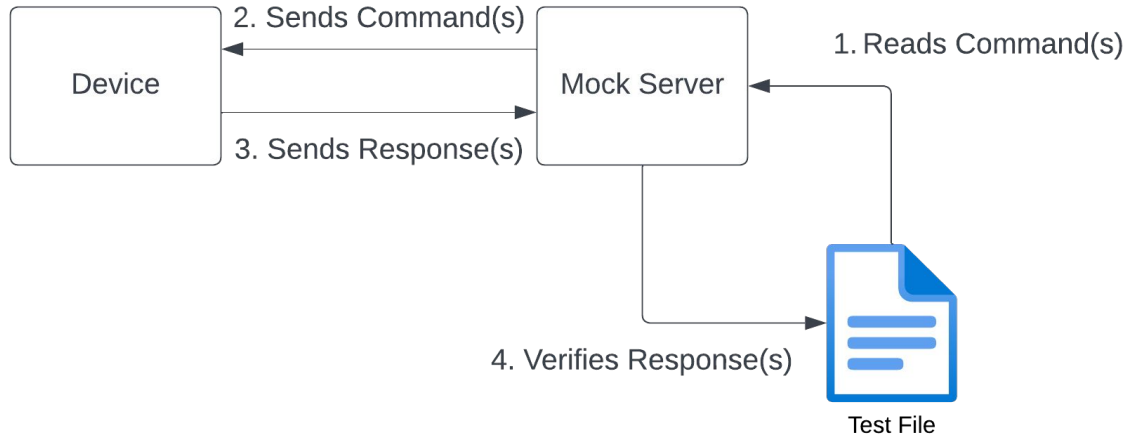 2. Sends Command(s)
1. Reads Command(s)
Device
Mock Server
3. Sends Response(s)
4. Verifies Response(s)
Test File